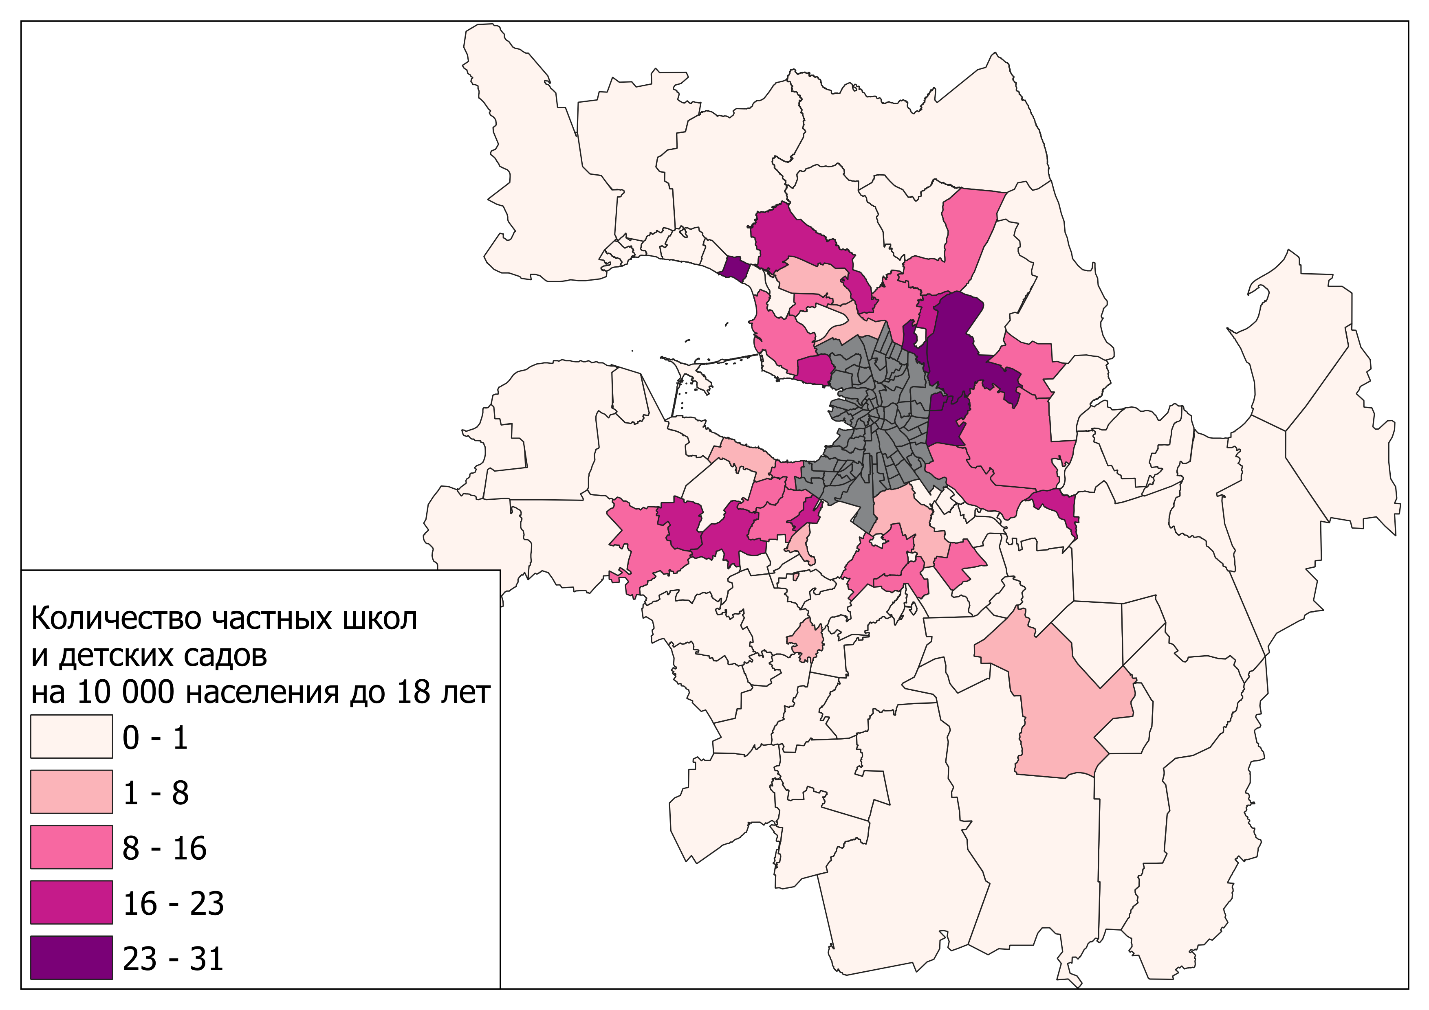 Количество частных школ
и детских садов
на 10 000 населения до 18 лет
0 - 1
1 - 8
8 - 16
16 - 23
23 - 31